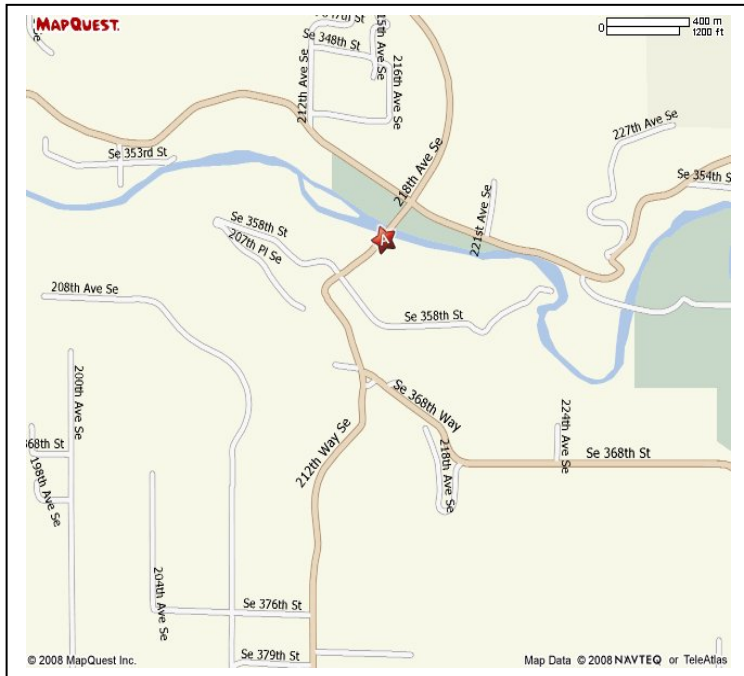 MAPQUEST.
400 m
0
1200 ft
Se 348th St
215th Ave Se
212th Ave Se
216th Ave Se
218th Ave Se
227th Ave Se
Se 353rd St
Se 354th S
221st Ave Se
Se 358th St
207th Pl Se
A
208th Ave Se
Se 358th St
200th Ave Se
Se 368th Way
368th St
198th Ave Se
212th Way Se
218th Ave Se
224th Ave Se
Se 368th St
204th Ave Se
Se 376th St
Se 379th St
© 2008 MapQuest Inc.
Map Data © 2008 NAVTEQ or TeleAtlas